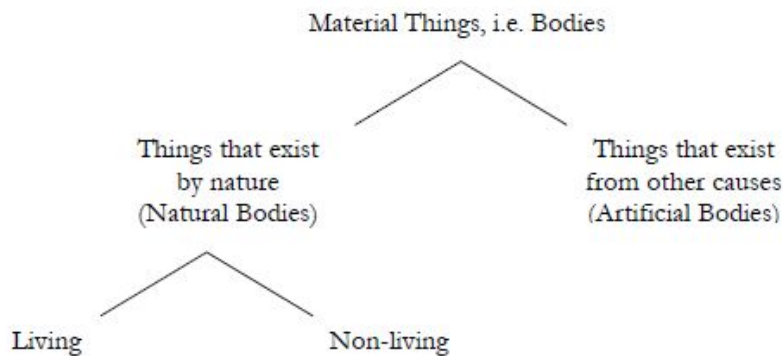 Material Things, i.e. Bodies
Things that exist
by nature
(Natural Bodies)
Things that exist
from other causes
(Artificial Bodies)
Living
Non-living